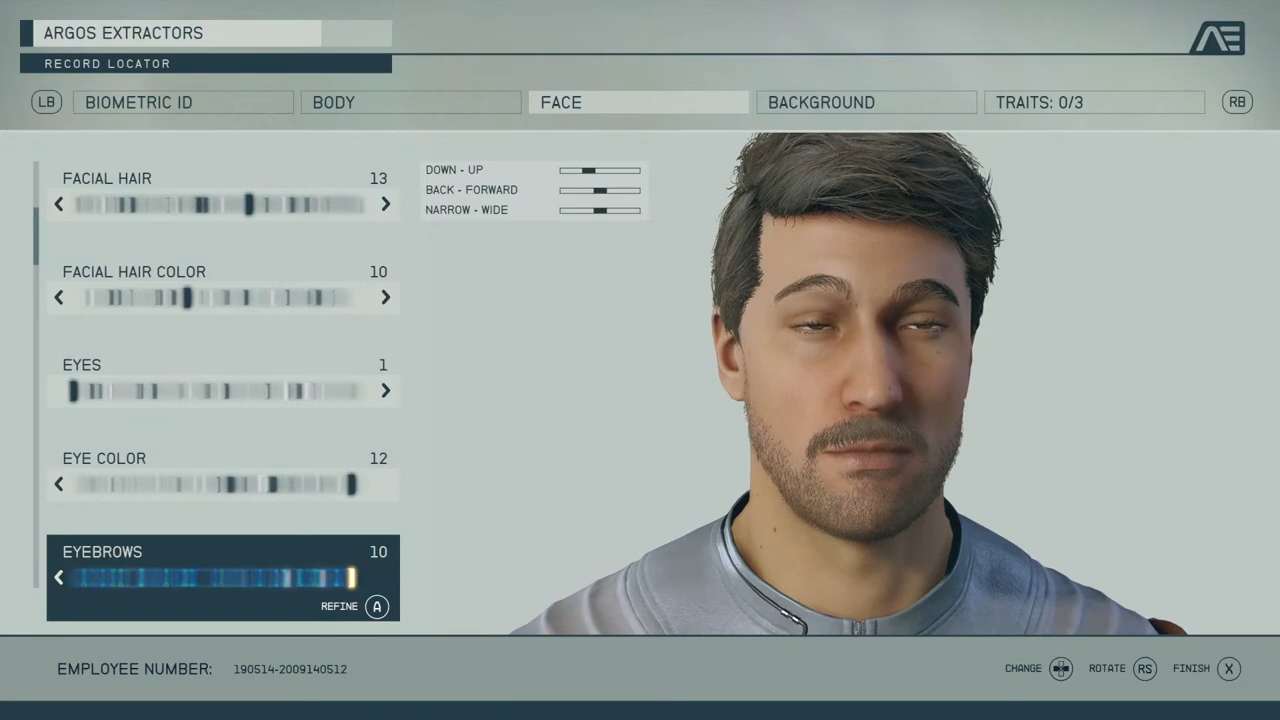 ARGOS EXTRACTORS
RECORD LOCATOR
AE
LB BIOMETRIC ID BODY FACE BACKGROUND TRAITS: 0/3 RB
FACIAL HAIR 13
FACIAL HAIR COLOR 10
EYES 1
EYE COLOR 12
EYEBROWS 10
REFINE A
DOWN - UP
BACK - FORWARD
NARROW - WIDE
EMPLOYEE NUMBER: 190514-2009140512
CHANGE ROTATE RS FINISH X